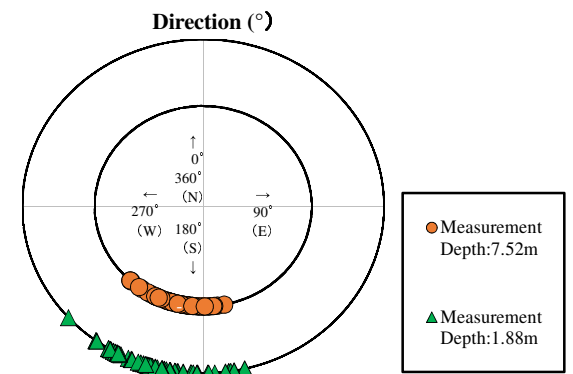 Direction (°)
↑
0°
360°
(N)
← →
270° 90°
(W) 180° (E)
(S)
↓
Measurement
Depth:7.52m
Measurement
Depth:1.88m